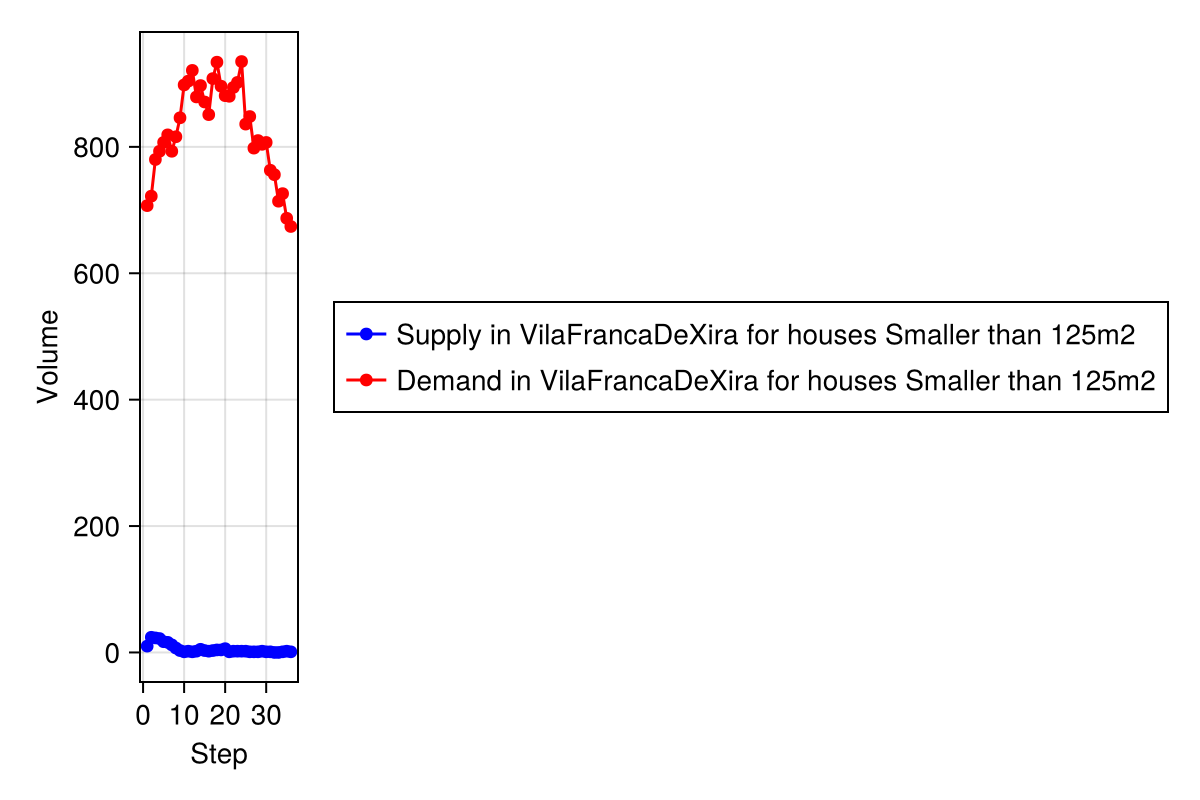 800
600
400
200
0
Volume
0 10 20 30
Step
Supply in VilaFrancaDeXira for houses Smaller than 125m2
Demand in VilaFrancaDeXira for houses Smaller than 125m2